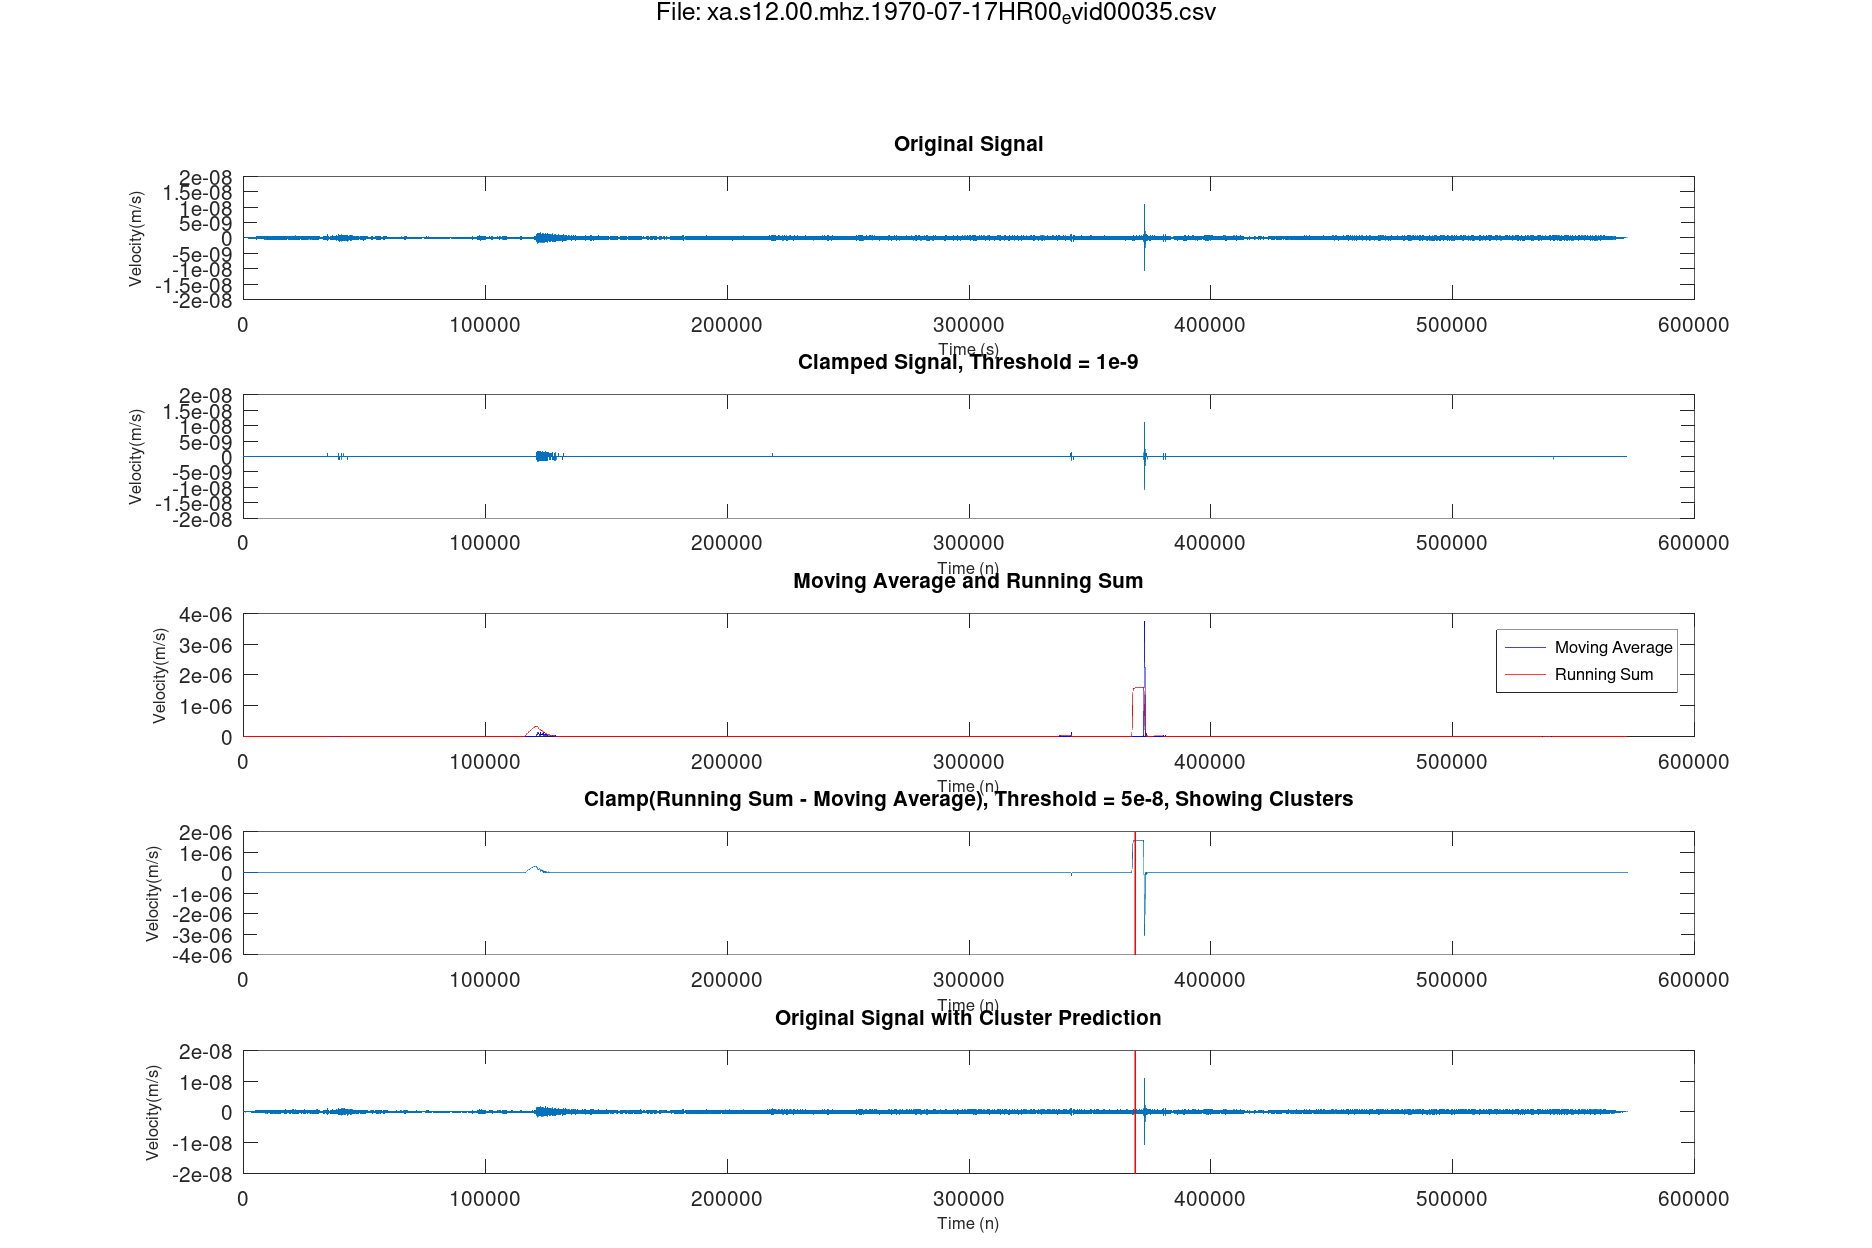 File: xa.s12.00.mhz.1970-07-17HR00evid00035.csv
Original Signal
Velocity(m/s)
2e-08
1.5e-08
1e-08
5e-09
0
-5e-09
-1e-08
-1.5e-08
-2e-08
0 100000 200000 300000 400000 500000 600000
Time (s)
Clamped Signal, Threshold = 1e-9
Velocity(m/s)
2e-08
1.5e-08
1e-08
5e-09
0
-5e-09
-1e-08
-1.5e-08
-2e-08
0 100000 200000 300000 400000 500000 600000
Time (n)
Moving Average and Running Sum
Velocity(m/s)
4e-06
3e-06
2e-06
1e-06
0
Moving Average
Running Sum
0 100000 200000 300000 400000 500000 600000
Time (n)
Clamp(Running Sum - Moving Average), Threshold = 5e-8, Showing Clusters
Velocity(m/s)
2e-06
1e-06
0
-1e-06
-2e-06
-3e-06
-4e-06
0 100000 200000 300000 400000 500000 600000
Time (n)
Original Signal with Cluster Prediction
Velocity(m/s)
2e-08
1e-08
0
-1e-08
-2e-08
0 100000 200000 300000 400000 500000 600000
Time (n)